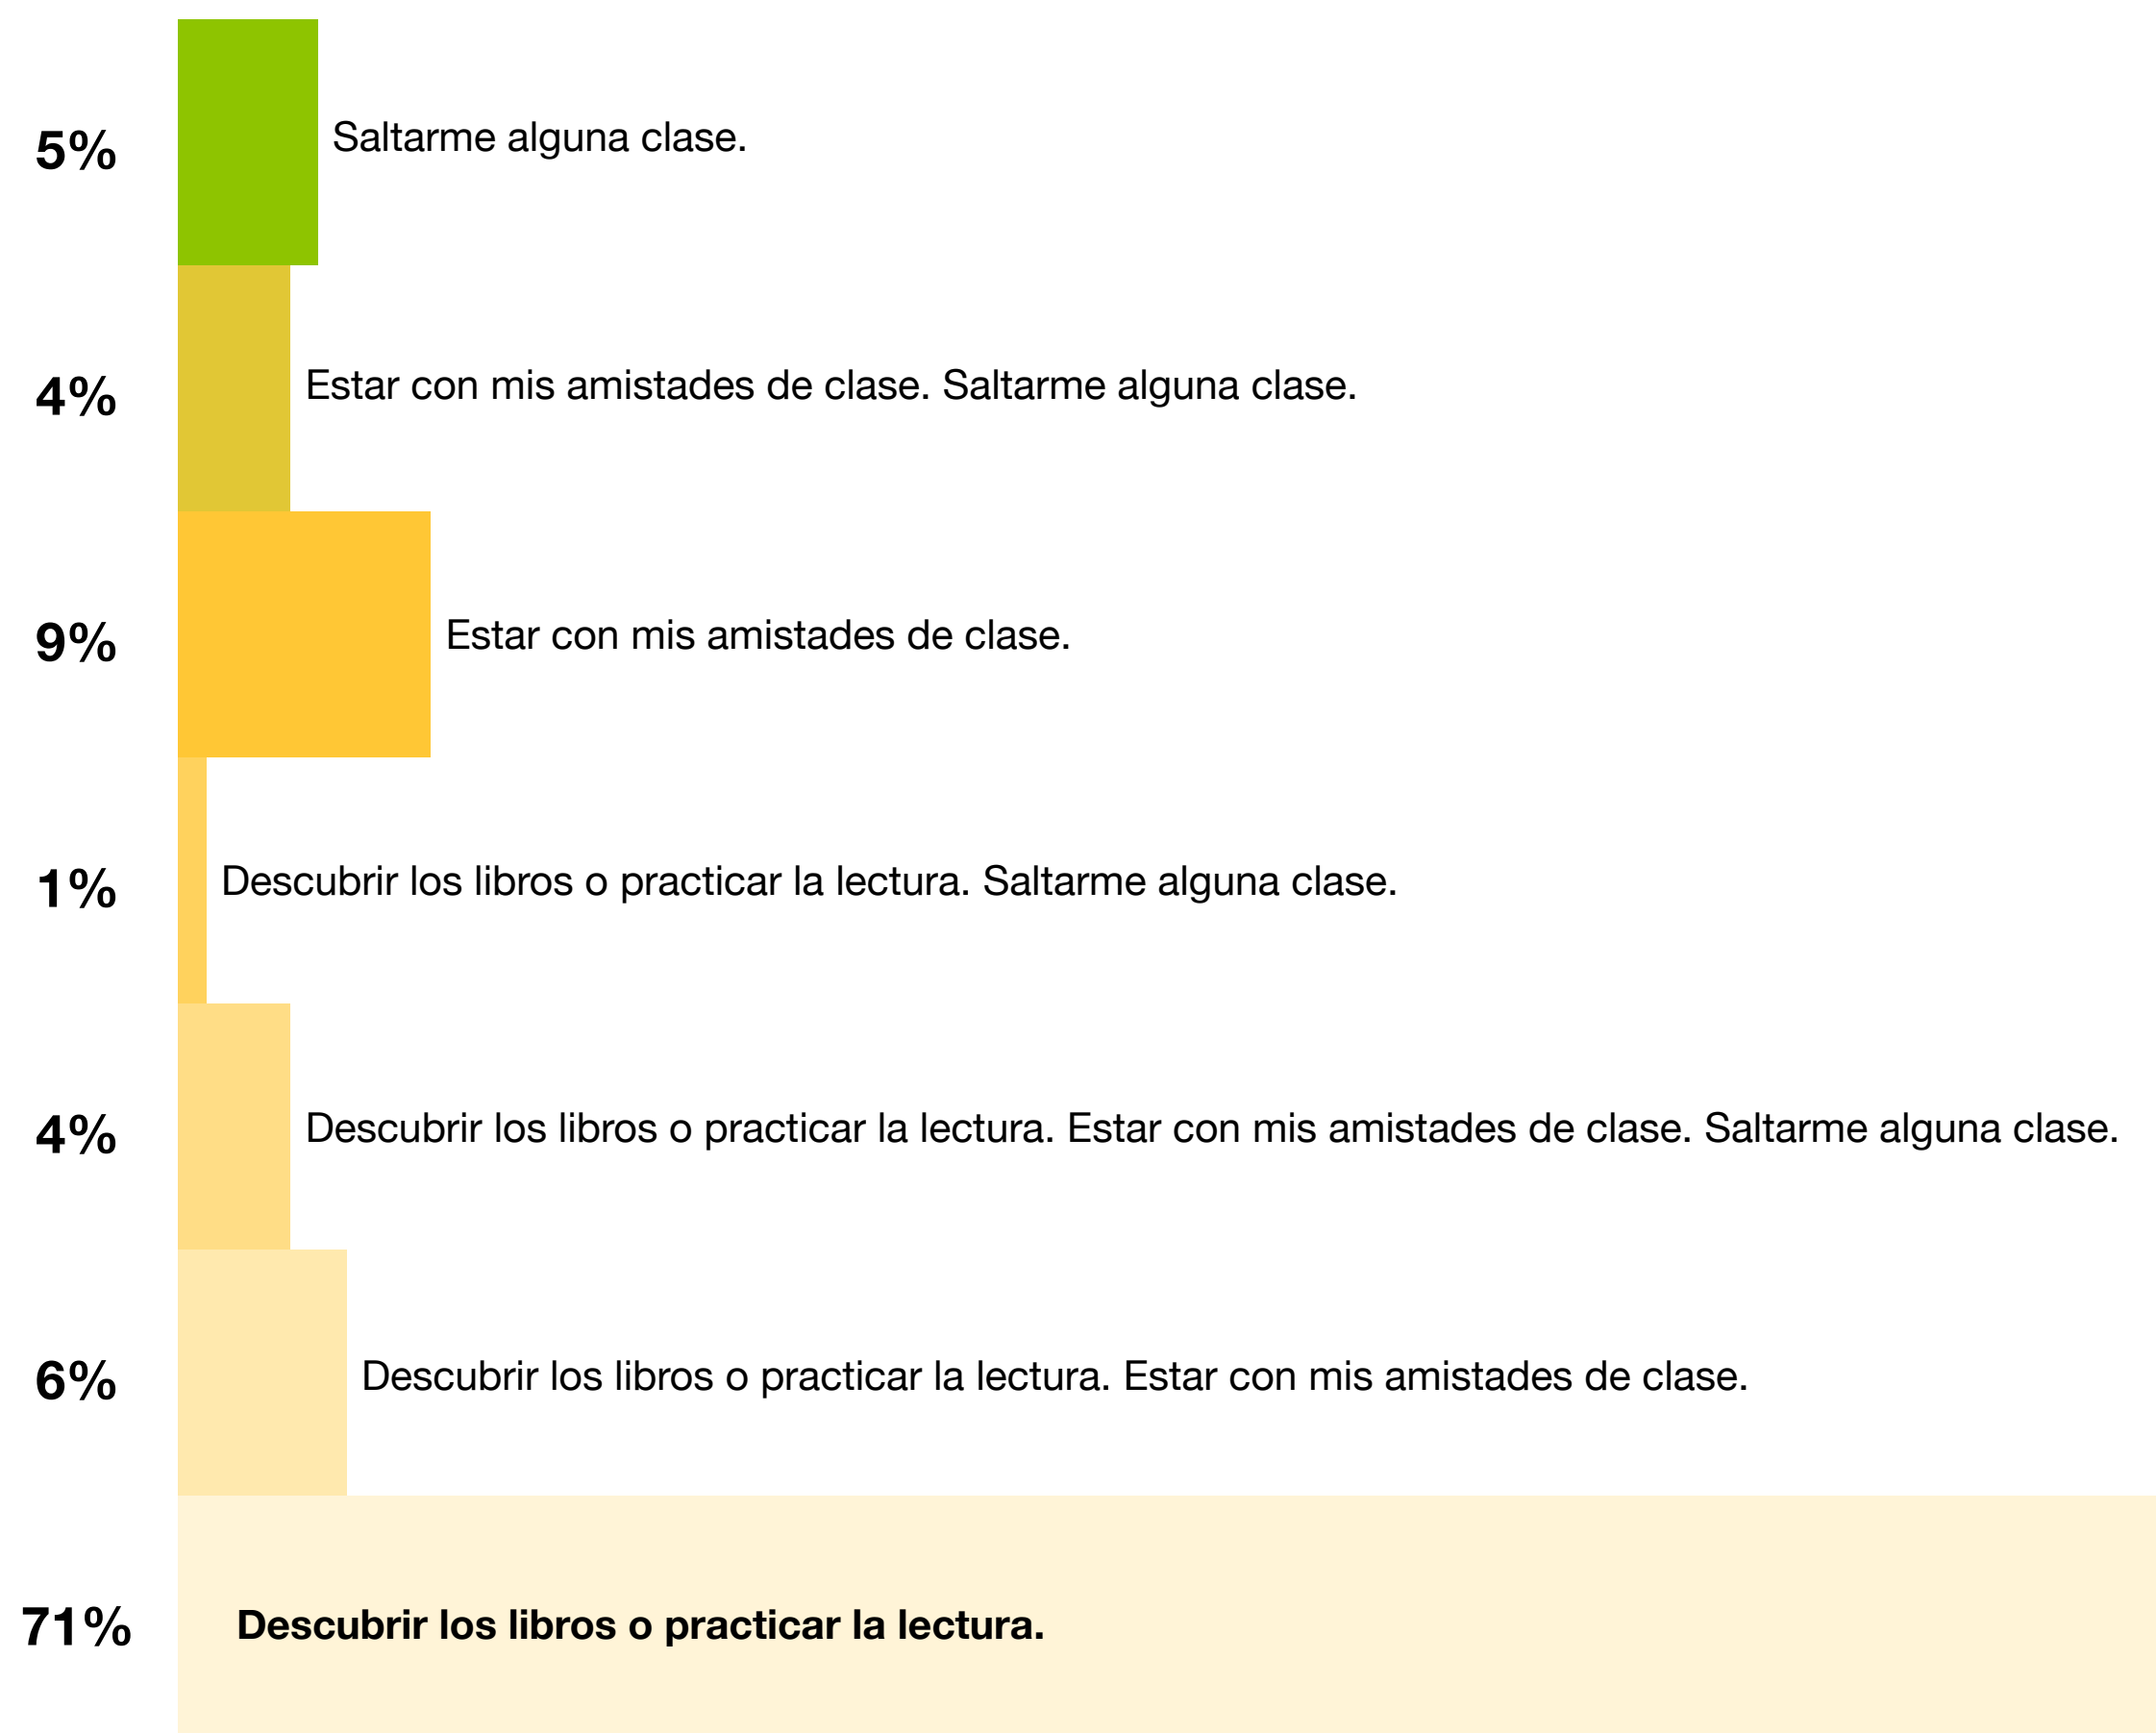 5% Saltarme alguna clase.
4% Estar con mis amistades de clase. Saltarme alguna clase.
9% Estar con mis amistades de clase.
1% Descubrir los libros o practicar la lectura. Saltarme alguna clase.
4% Descubrir los libros o practicar la lectura. Estar con mis amistades de clase. Saltarme alguna clase.
6% Descubrir los libros o practicar la lectura. Estar con mis amistades de clase.
71% Descubrir los libros o practicar la lectura.